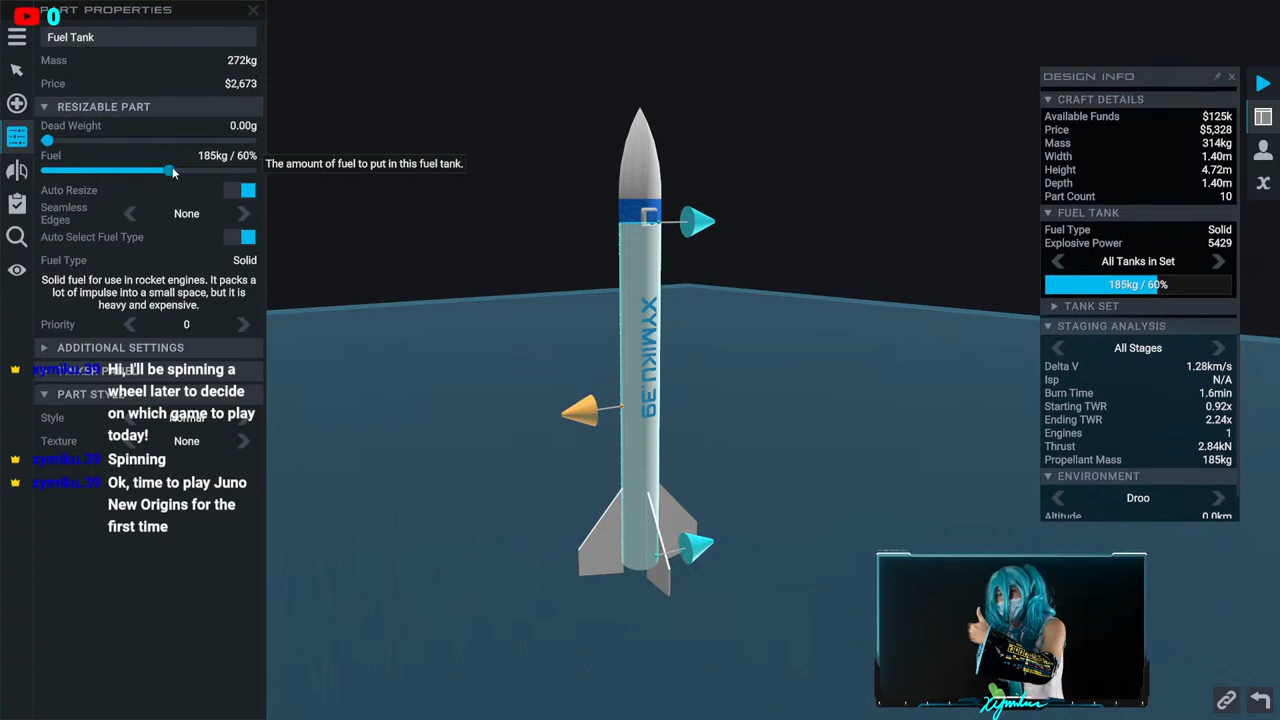 0
PART PROPERTIES
Fuel Tank
Mass 272kg
Price $2,673
RESIZABLE PART
Dead Weight 0.00g
Fuel 185kg / 60%
The amount of fuel to put in this fuel tank.
Auto Resize
Seamless Edges None
Auto Select Fuel Type
Fuel Type Solid
Solid fuel for use in rocket engines. It packs a
lot of impulse into a small space, but it is
heavy and expensive.
Priority 0
ADDITIONAL SETTINGS
PART STYLE
Style Normal
Texture None
xymiku.39 Hi, I'll be spinning a
wheel later to decide
on which game to play
today!
xymiku.39 Spinning
xymiku.39 Ok, time to play Juno
New Origins for the
first time
XYMIKU.39
DESIGN INFO
CRAFT DETAILS
Available Funds $125k
Price $5,328
Mass 314kg
Width 1.40m
Height 4.72m
Depth 1.40m
Part Count 10
FUEL TANK
Fuel Type Solid
Explosive Power 5429
All Tanks in Set
185kg / 60%
TANK SET
STAGING ANALYSIS
All Stages
Delta V 1.28km/s
Isp N/A
Burn Time 1.6min
Starting TWR 0.92x
Ending TWR 2.24x
Engines 1
Thrust 2.84kN
Propellant Mass 185kg
ENVIRONMENT
Droo
Altitude 0.0km